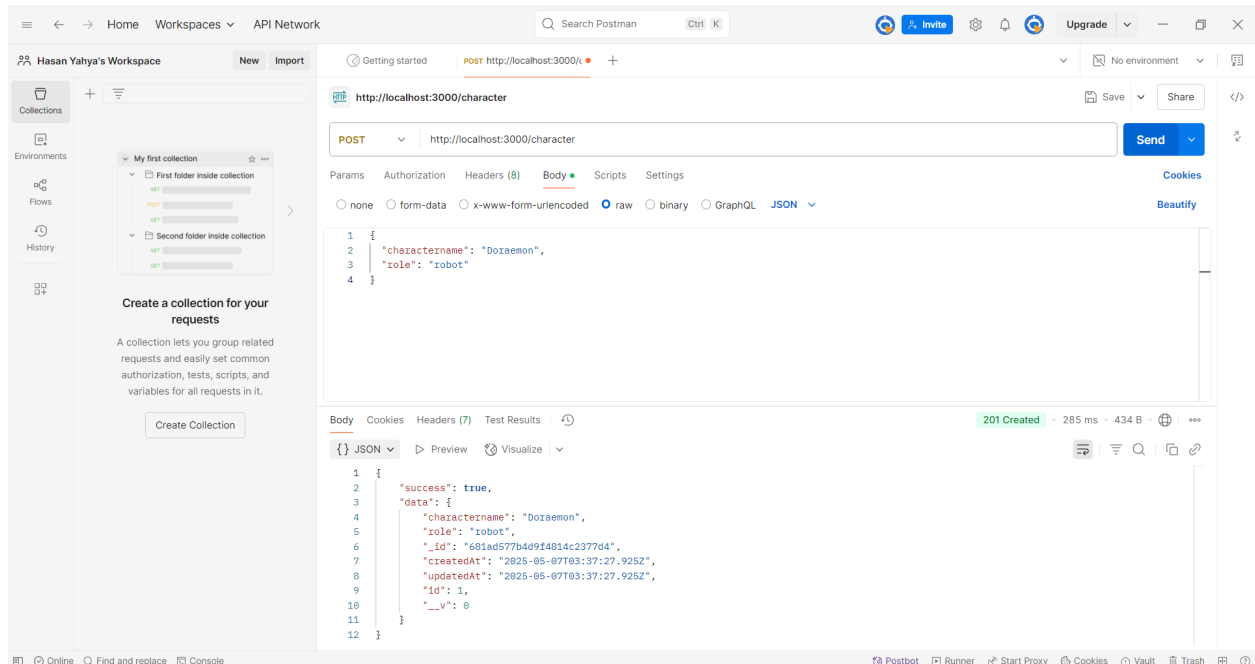 Home Workspaces API Network Search Postman Ctrl K Invite Upgrade
Hasan Yahya's Workspace New Import Getting started POST http://localhost:3000/c No environment
Collections
Environments
Flows
History
My first collection
First folder inside collection
GET
POST
GET
Second folder inside collection
GET
GET
Create a collection for your
requests
A collection lets you group related
requests and easily set common
authorization, tests, scripts, and
variables for all requests in it.
Create Collection
HTTP http://localhost:3000/character Save Share
POST http://localhost:3000/character Send
Params Authorization Headers (8) Body Scripts Settings Cookies
none form-data x-www-form-urlencoded raw binary GraphQL JSON Beautify
1 {
2 "charactername": "Doraemon",
3 "role": "robot"
4 }
Body Cookies Headers (7) Test Results 201 Created 285 ms 434 B
{} JSON Preview Visualize
1 {
2 "success": true,
3 "data": {
4 "charactername": "Doraemon",
5 "role": "robot",
6 "_id": "681ad577b4d9f4814c2377d4",
7 "createdAt": "2025-05-07T03:37:27.925Z",
8 "updatedAt": "2025-05-07T03:37:27.925Z",
9 "id": 1,
10 "__v": 0
11 }
12 }
Online Find and replace Console Postbot Runner Start Proxy Cookies Vault Trash